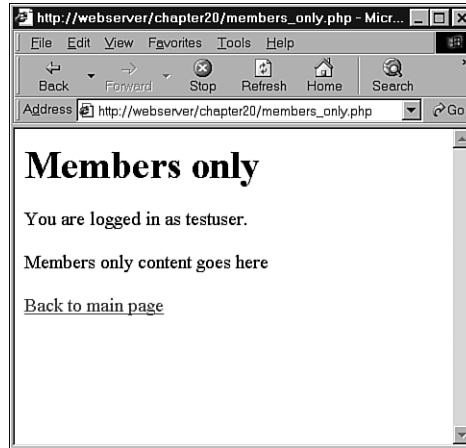 http://webserver/chapter20/members_only.php - Micr...
File Edit View Favorites Tools Help
Back Forward Stop Refresh Home Search
Address http://webserver/chapter20/members_only.php Go
Members only
You are logged in as testuser.
Members only content goes here
Back to main page